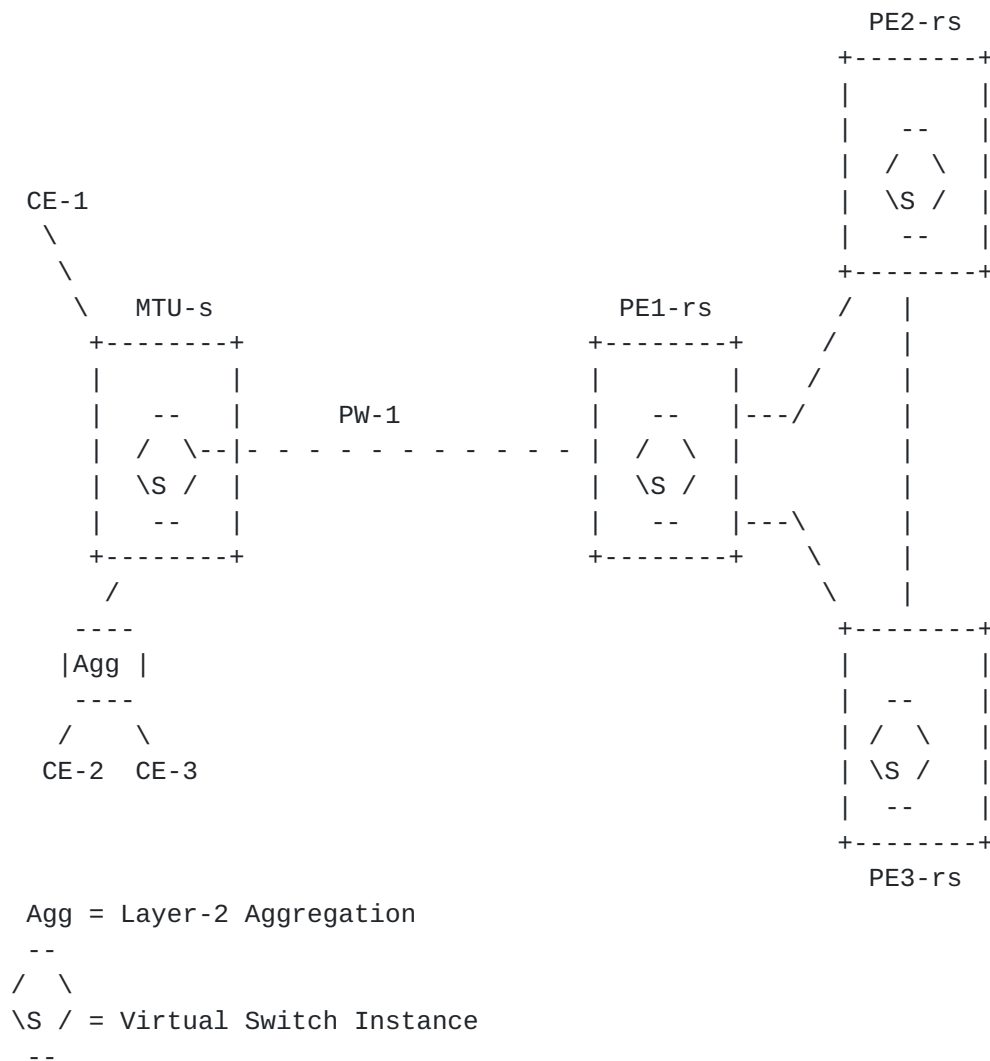 PE2-rs
+--------+
|        |
|   --   |
|  /  \  |
CE-1 |  \S /  |
\ |   --   |
\ +--------+
\   MTU-s PE1-rs /   |
+--------+ +--------+ /    |
|        | |        | /     |
|   --   | PW-1 |   --   |---/ |
|  /  \--|- - - - - - - - - - - |  /  \  | |
|  \S /  | |  \S /  | |
|   --   | |   --   |---\ |
+--------+ +--------+ \ |
/ \ |
---- +--------+
|Agg | |        |
---- |  --    |
/    \ | /  \   |
CE-2  CE-3 | \S /   |
|  --    |
+--------+
PE3-rs
Agg = Layer-2 Aggregation
--
/  \
\S / = Virtual Switch Instance
--